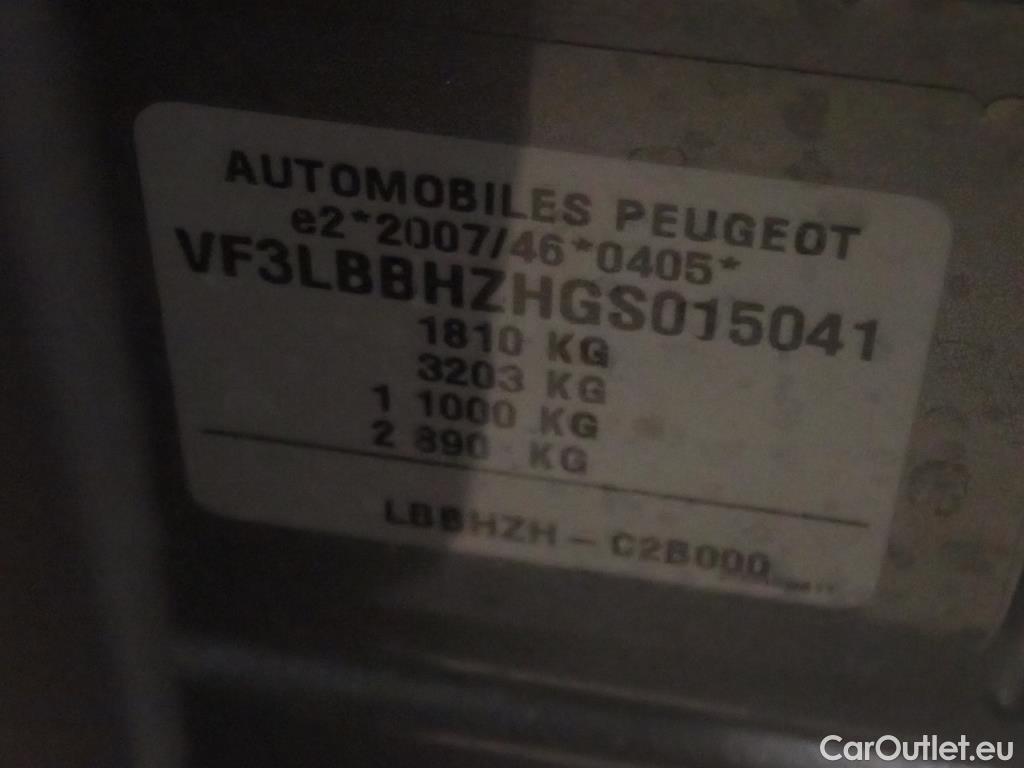 AUTOMOBILES PEUGEOT
e2*2007/46*0405*
VF3LBBHZHGS015041
1810 KG
3203 KG
1 1000 KG
2 890 KG
LBBHZH - C2B000
CarOutlet.eu